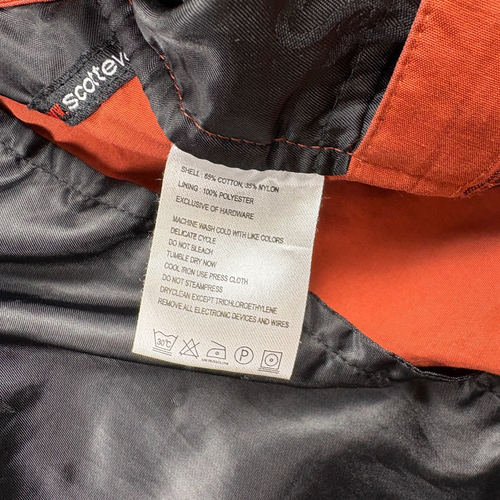 scotteve
SHELL : 65% COTTON, 35% NYLON
LINING : 100% POLYESTER
EXCLUSIVE OF HARDWARE
MACHINE WASH COLD WITH LIKE COLORS
DELICATE CYCLE
DO NOT BLEACH
TUMBLE DRY NOW
COOL IRON USE PRESS CLOTH
DO NOT STEAMPRESS
DRYCLEAN EXCEPT TRICHLOROETHYLENE
REMOVE ALL ELECTRONIC DEVICES AND WIRES
30°C
P